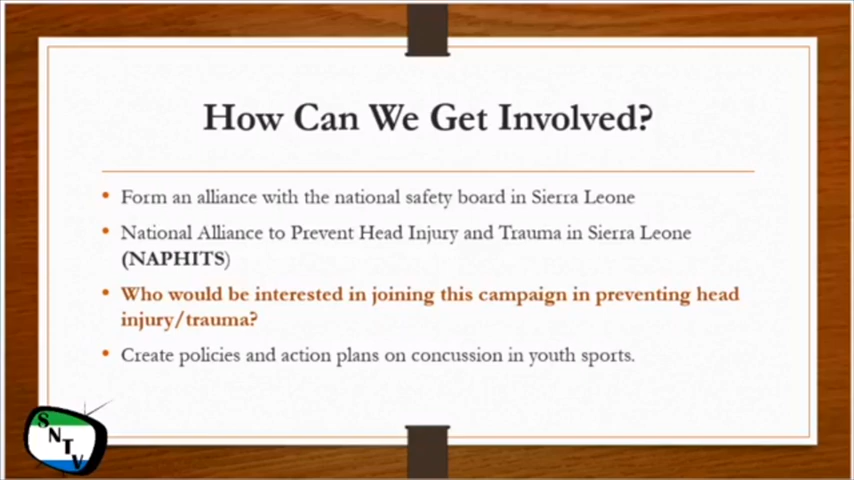 How Can We Get Involved?
• Form an alliance with the national safety board in Sierra Leone
• National Alliance to Prevent Head Injury and Trauma in Sierra Leone
(NAPHITS)
• Who would be interested in joining this campaign in preventing head
injury/trauma?
• Create policies and action plans on concussion in youth sports.
SNTV